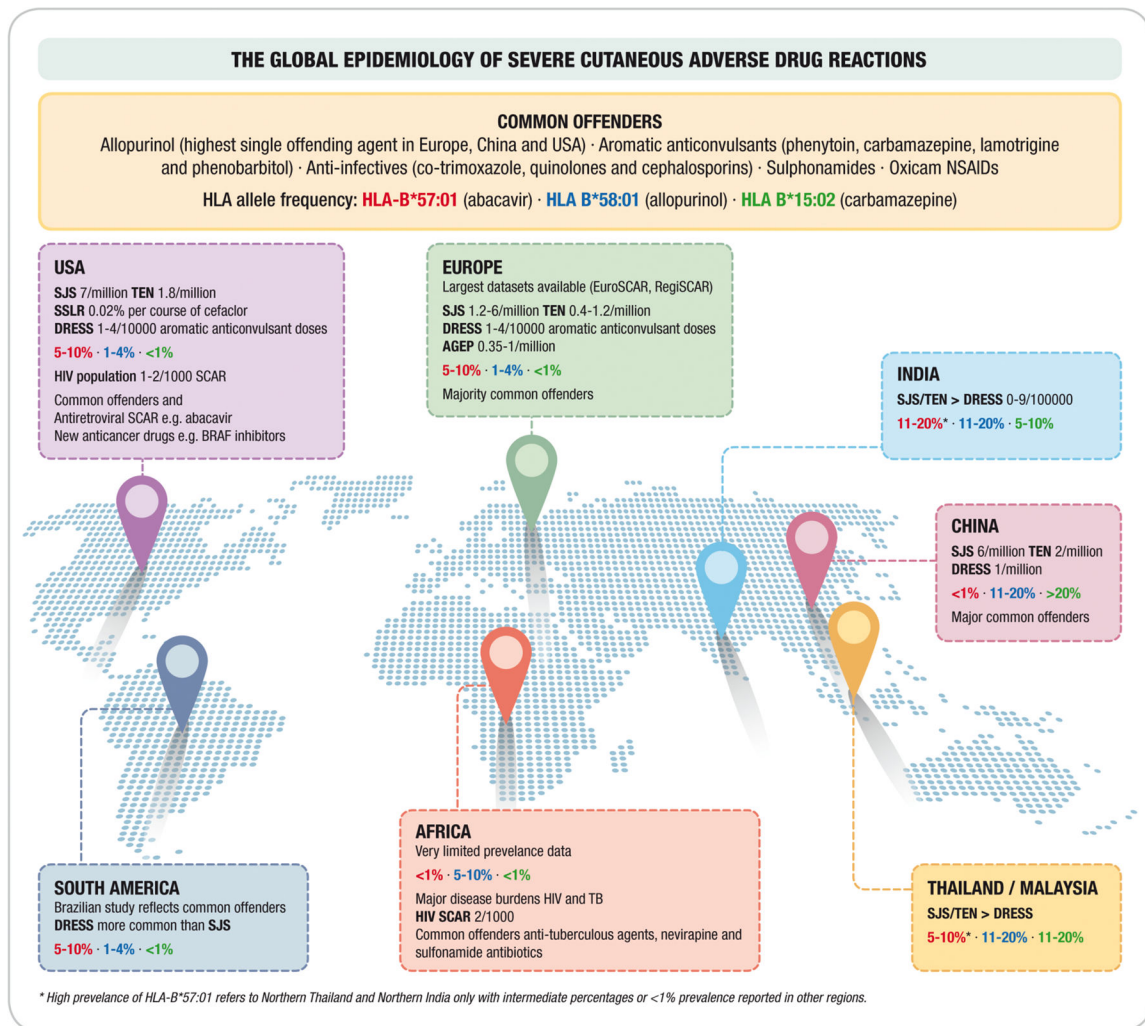 THE GLOBAL EPIDEMIOLOGY OF SEVERE CUTANEOUS ADVERSE DRUG REACTIONS
COMMON OFFENDERS
Allopurinol (highest single offending agent in Europe, China and USA) · Aromatic anticonvulsants (phenytoin, carbamazepine, lamotrigine
and phenobarbitol) · Anti-infectives (co-trimoxazole, quinolones and cephalosporins) · Sulphonamides · Oxicam NSAIDs
HLA allele frequency: HLA-B*57:01 (abacavir) · HLA B*58:01 (allopurinol) · HLA B*15:02 (carbamazepine)
USA
SJS 7/million TEN 1.8/million
SSLR 0.02% per course of cefaclor
DRESS 1-4/10000 aromatic anticonvulsant doses
5-10% · 1-4% · <1%
HIV population 1-2/1000 SCAR
Common offenders and
Antiretroviral SCAR e.g. abacavir
New anticancer drugs e.g. BRAF inhibitors
EUROPE
Largest datasets available (EuroSCAR, RegiSCAR)
SJS 1.2-6/million TEN 0.4-1.2/million
DRESS 1-4/10000 aromatic anticonvulsant doses
AGEP 0.35-1/million
5-10% · 1-4% · <1%
Majority common offenders
INDIA
SJS/TEN > DRESS 0-9/100000
11-20%* · 11-20% · 5-10%
CHINA
SJS 6/million TEN 2/million
DRESS 1/million
<1% · 11-20% · >20%
Major common offenders
SOUTH AMERICA
Brazilian study reflects common offenders
DRESS more common than SJS
5-10% · 1-4% · <1%
AFRICA
Very limited prevelance data
<1% · 5-10% · <1%
Major disease burdens HIV and TB
HIV SCAR 2/1000
Common offenders anti-tuberculous agents, nevirapine and
sulfonamide antibiotics
THAILAND / MALAYSIA
SJS/TEN > DRESS
5-10%* · 11-20% · 11-20%
* High prevelance of HLA-B*57:01 refers to Northern Thailand and Northern India only with intermediate percentages or <1% prevalence reported in other regions.